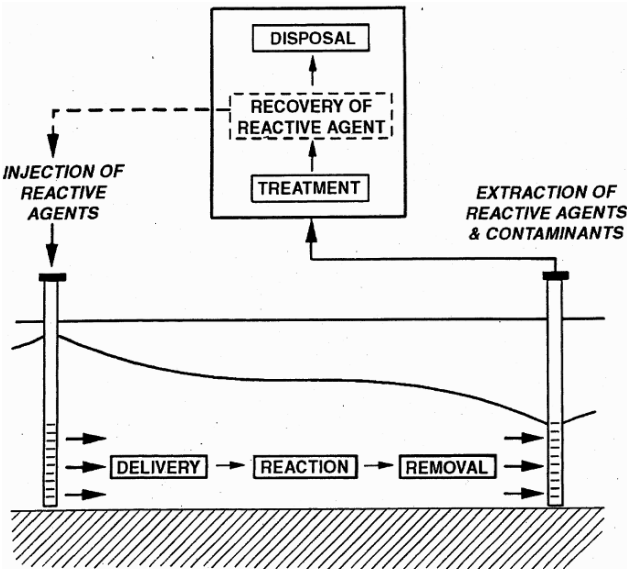 DISPOSAL
RECOVERY OF
REACTIVE AGENT
TREATMENT
INJECTION OF
REACTIVE
AGENTS
EXTRACTION OF
REACTIVE AGENTS
& CONTAMINANTS
DELIVERY
REACTION
REMOVAL